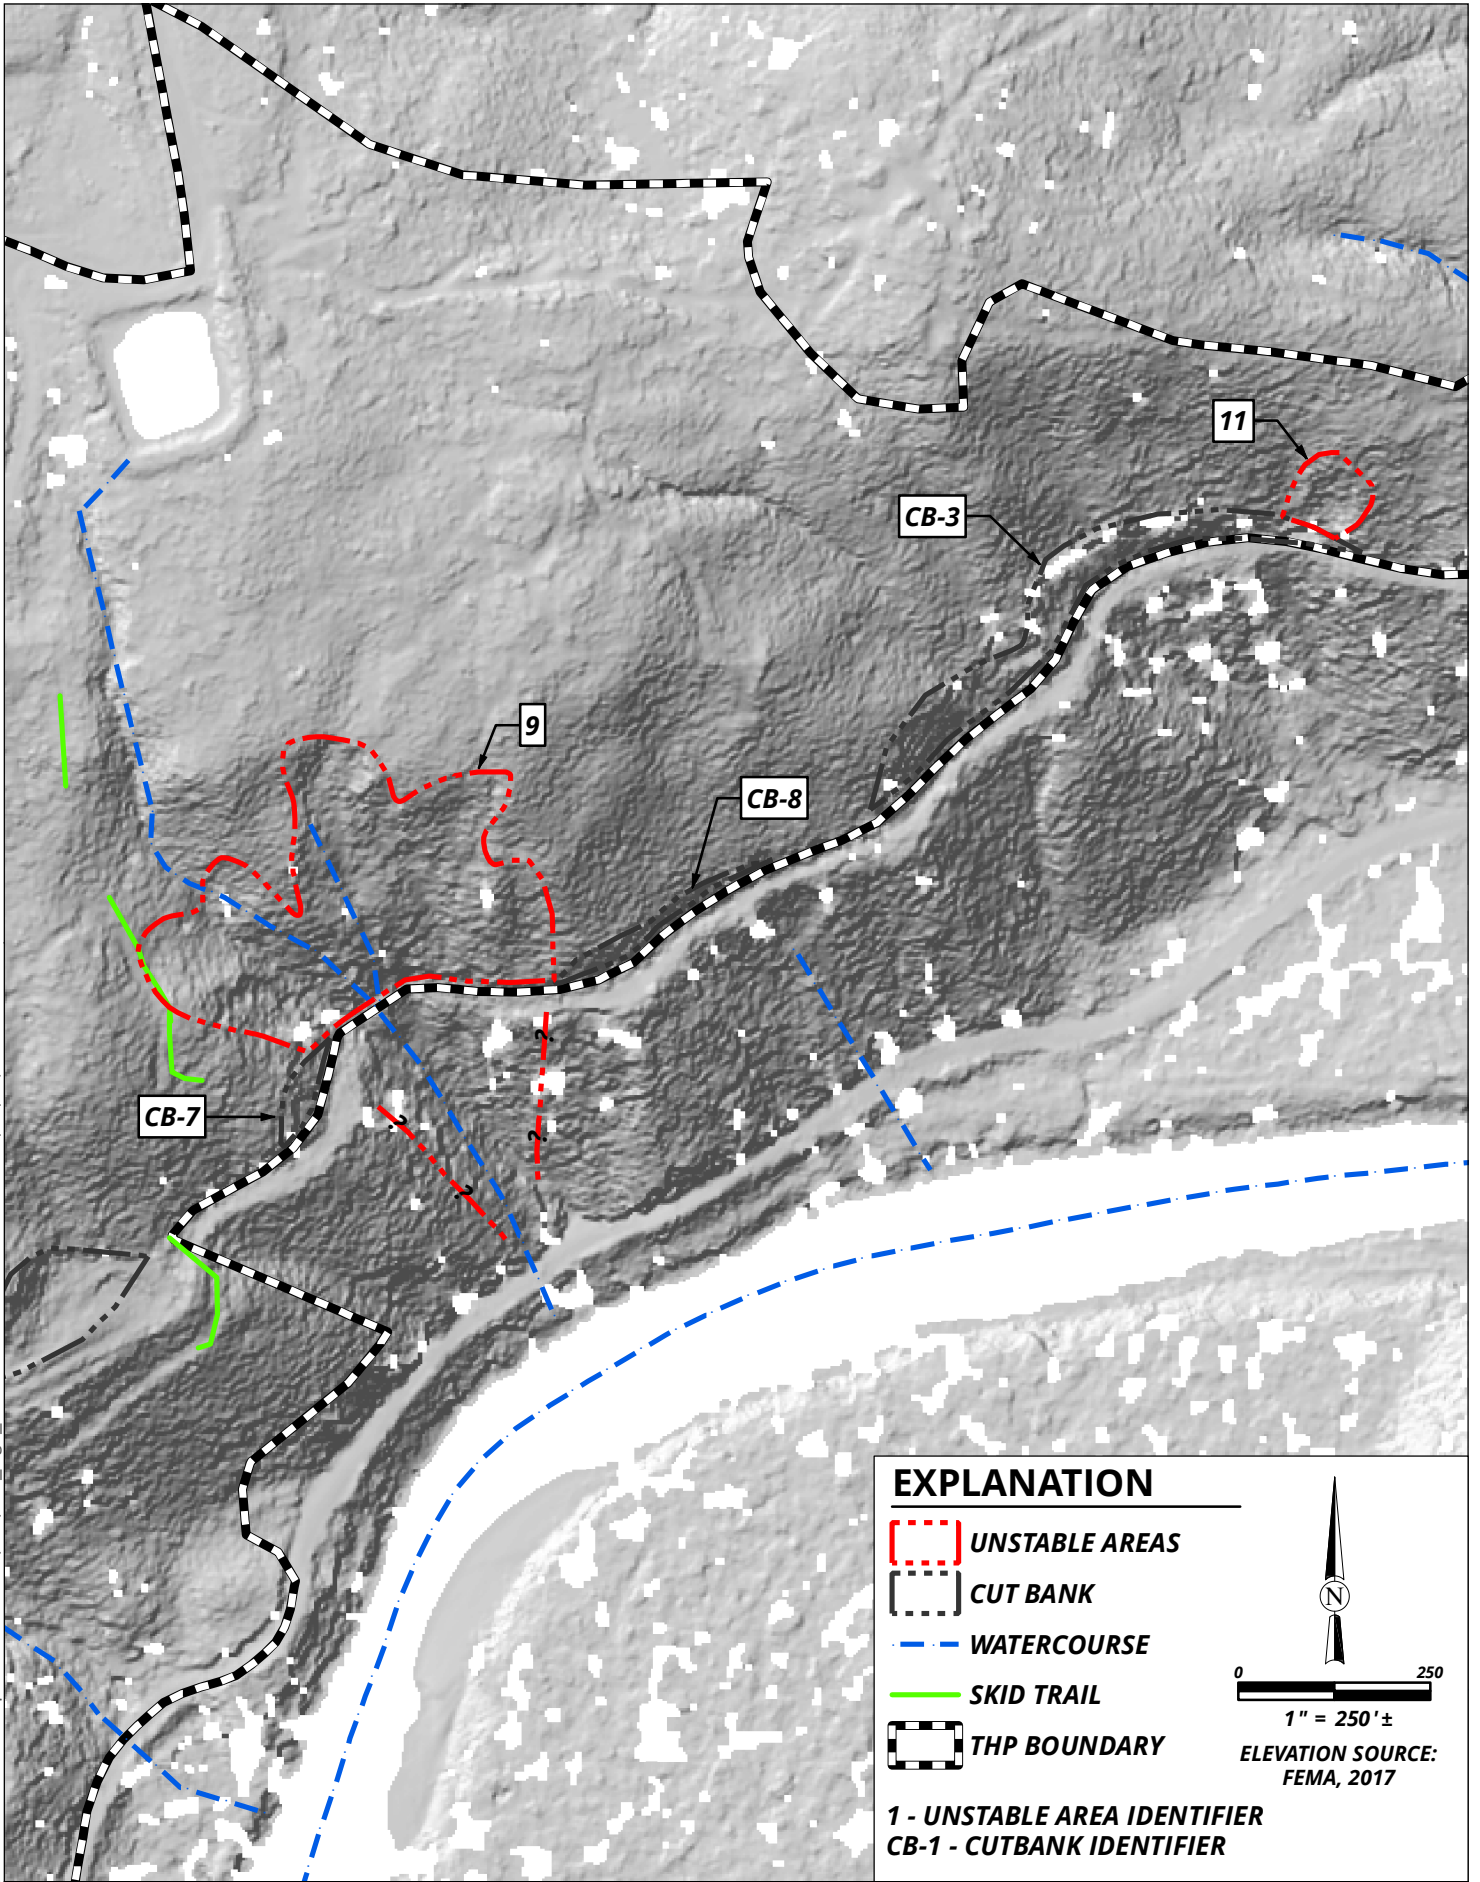 11
CB-3
9
CB-8
CB-7
?
?
?
?
EXPLANATION
UNSTABLE AREAS
CUT BANK
WATERCOURSE
SKID TRAIL
THP BOUNDARY
N
0 250
1" = 250'±
ELEVATION SOURCE:
FEMA, 2017
1 - UNSTABLE AREA IDENTIFIER
CB-1 - CUTBANK IDENTIFIER